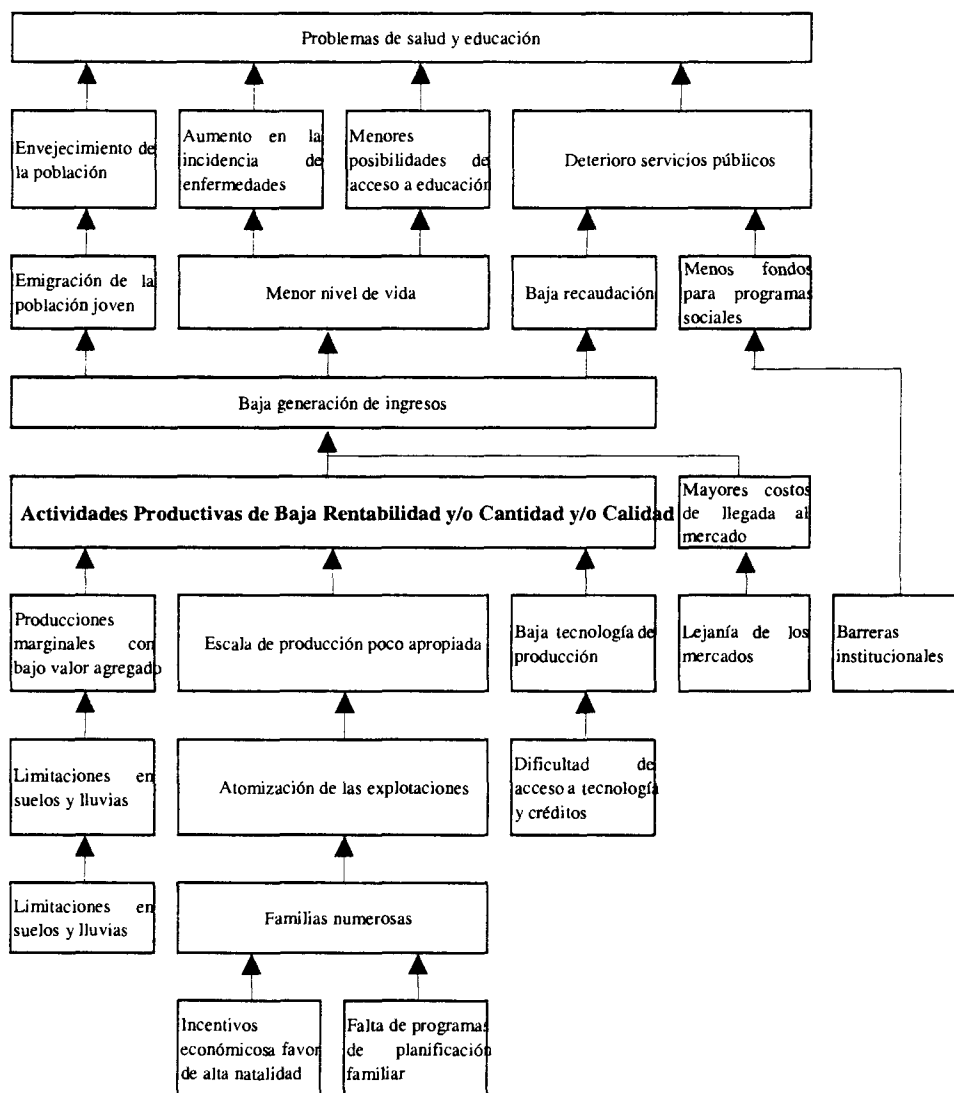 Problemas de salud y educación
Envejecimiento de
la población
Aumento en la
incidencia de
enfermedades
Menores
posibilidades de
acceso a educación
Deterioro servicios públicos
Emigración de la
población joven
Menor nivel de vida
Baja recaudación
Menos fondos
para programas
sociales
Baja generación de ingresos
Actividades Productivas de Baja Rentabilidad y/o Cantidad y/o Calidad
Mayores costos
de llegada al
mercado
Producciones
marginales con
bajo valor agregado
Escala de producción poco apropiada
Baja tecnología de
producción
Lejanía de los
mercados
Barreras
institucionales
Limitaciones en
suelos y lluvias
Atomización de las explotaciones
Dificultad de
acceso a tecnología
y créditos
Limitaciones en
suelos y lluvias
Familias numerosas
Incentivos
económicosa favor
de alta natalidad
Falta de programas
de planificación
familiar